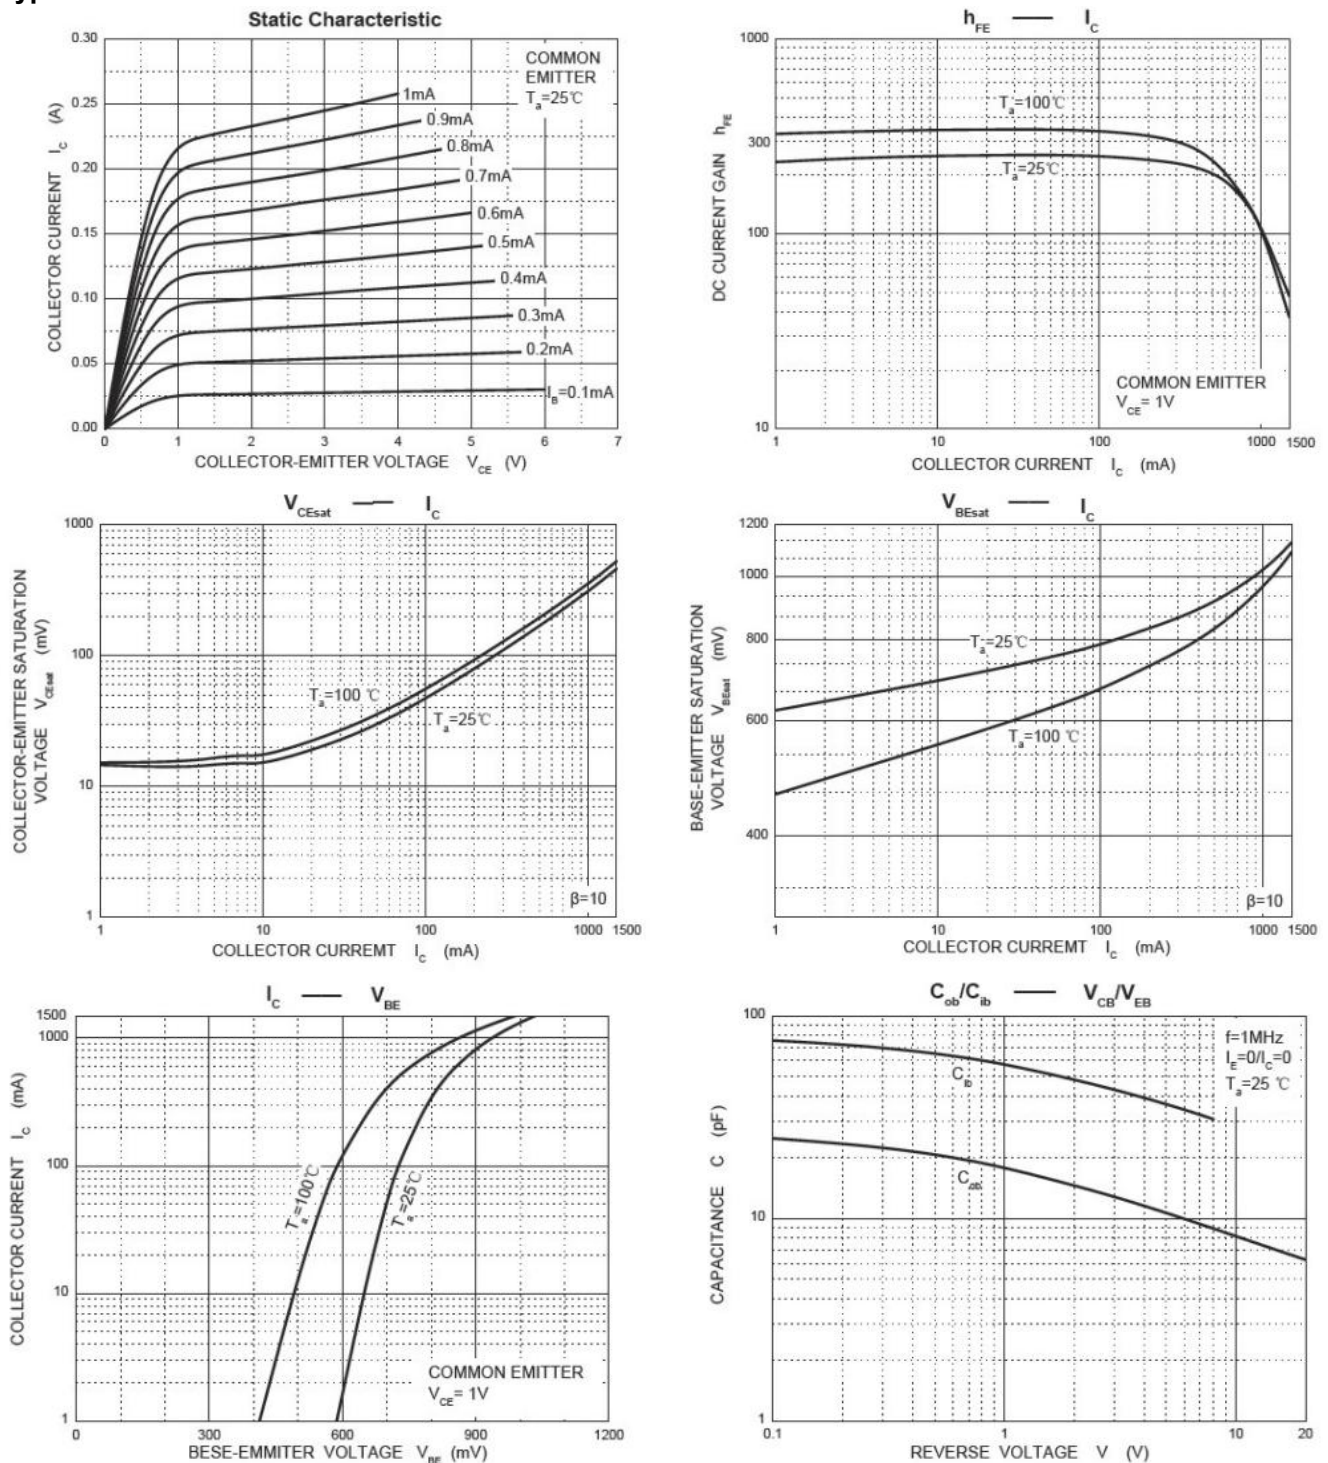 Static Characteristic
COLLECTOR CURRENT I_C (A)
0.30
0.25
0.20
0.15
0.10
0.05
0.00
COMMON
EMITTER
T_a=25℃
1mA
0.9mA
0.8mA
0.7mA
0.6mA
0.5mA
0.4mA
0.3mA
0.2mA
I_B=0.1mA
0 1 2 3 4 5 6 7
COLLECTOR-EMITTER VOLTAGE V_CE (V)
h_FE —— I_C
DC CURRENT GAIN h_FE
1000
300
100
10
T_a=100℃
T_a=25℃
COMMON EMITTER
V_CE= 1V
1 10 100 1000 1500
COLLECTOR CURRENT I_C (mA)
V_CEsat —— I_C
COLLECTOR-EMITTER SATURATION
VOLTAGE V_CEsat (mV)
1000
100
10
1
T_a=100 ℃
T_a=25℃
β=10
1 10 100 1000 1500
COLLECTOR CURREMT I_C (mA)
V_BEsat —— I_C
BASE-EMITTER SATURATION
VOLTAGE V_BEsat (mV)
1200
1000
800
600
400
T_a=25℃
T_a=100 ℃
β=10
1 10 100 1000 1500
COLLECTOR CURREMT I_C (mA)
I_C —— V_BE
COLLECTOR CURRENT I_C (mA)
1500
1000
100
10
1
T_a=100℃
T_a=25℃
COMMON EMITTER
V_CE= 1V
0 300 600 900 1200
BESE-EMMITER VOLTAGE V_BE (mV)
C_ob/C_ib —— V_CB/V_EB
CAPACITANCE C (pF)
100
10
1
f=1MHz
I_E=0/I_C=0
T_a=25 ℃
C_ib
C_ob
0.1 1 10 20
REVERSE VOLTAGE V (V)